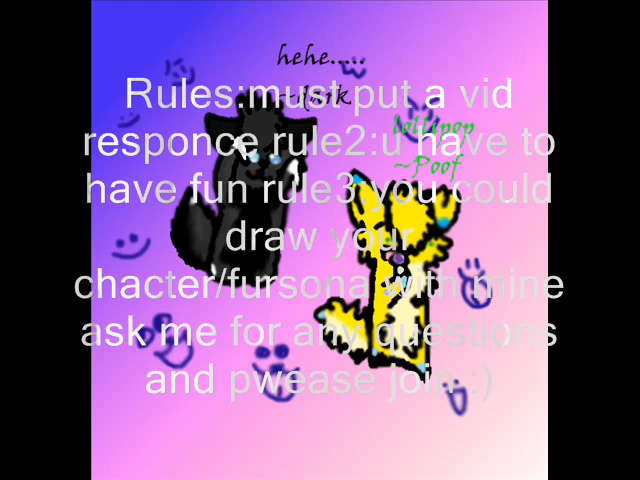 hehe.....
~dark
Rules:must put a vid
lollipop
~Poof
responce rule2:u have to
have fun rule3:you could
draw your
chacter/fursona with mine
ask me for any questions
and pwease join :)